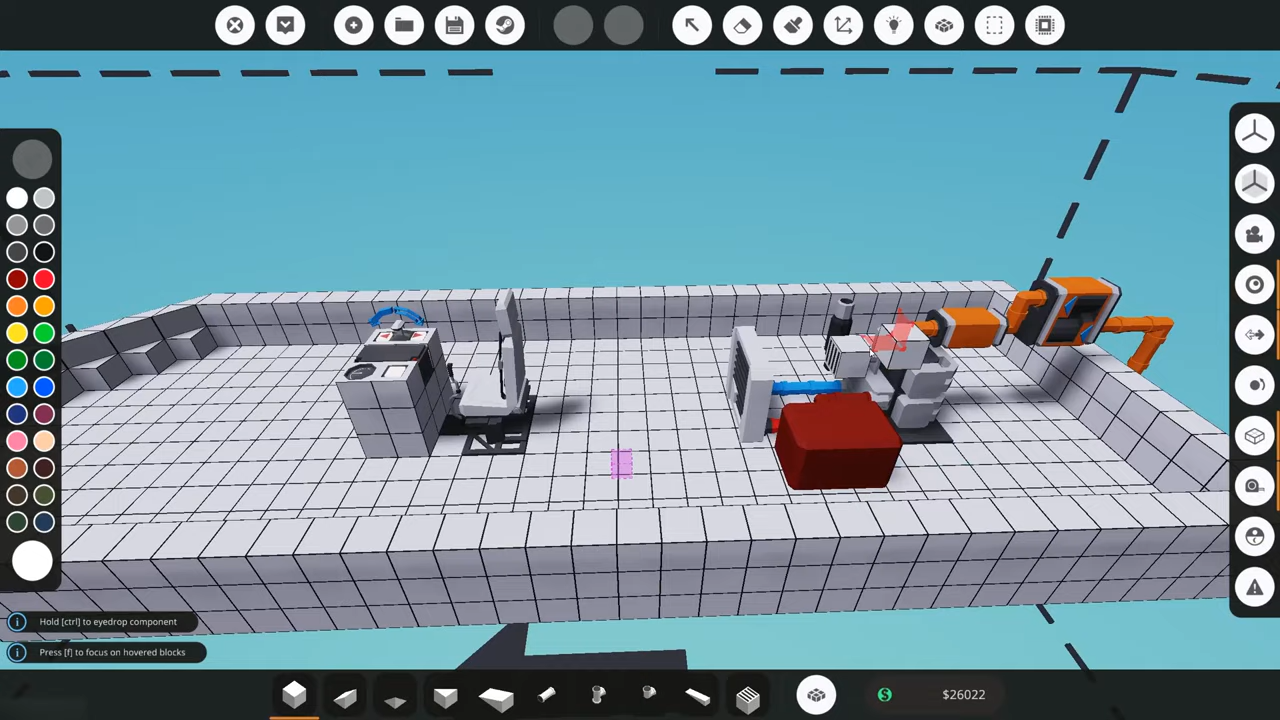 Hold [ctrl] to eyedrop component
Press [f] to focus on hovered blocks
$26022